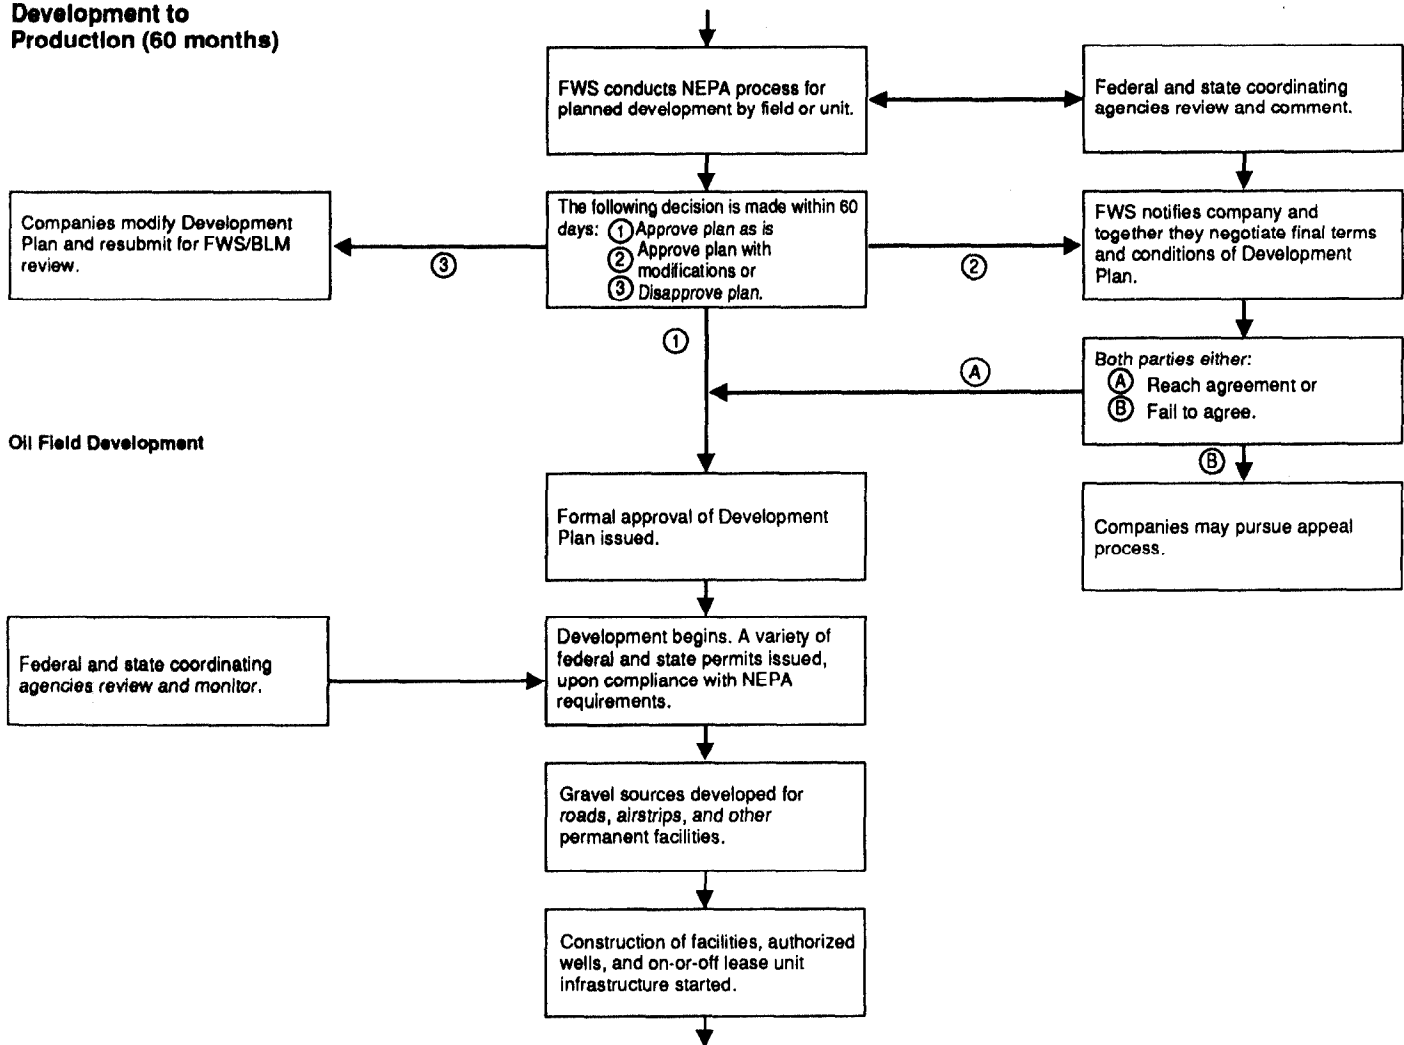 Development to
Production (60 months)
FWS conducts NEPA process for
planned development by field or unit.
Federal and state coordinating
agencies review and comment.
Companies modify Development
Plan and resubmit for FWS/BLM
review.
The following decision is made within 60
days: 1 Approve plan as is
2 Approve plan with
modifications or
3 Disapprove plan.
FWS notifies company and
together they negotiate final terms
and conditions of Development
Plan.
3
2
1
Both parties either:
A Reach agreement or
B Fail to agree.
A
B
Oil Field Development
Formal approval of Development
Plan issued.
Companies may pursue appeal
process.
Federal and state coordinating
agencies review and monitor.
Development begins. A variety of
federal and state permits issued,
upon compliance with NEPA
requirements.
Gravel sources developed for
roads, airstrips, and other
permanent facilities.
Construction of facilities, authorized
wells, and on-or-off lease unit
infrastructure started.